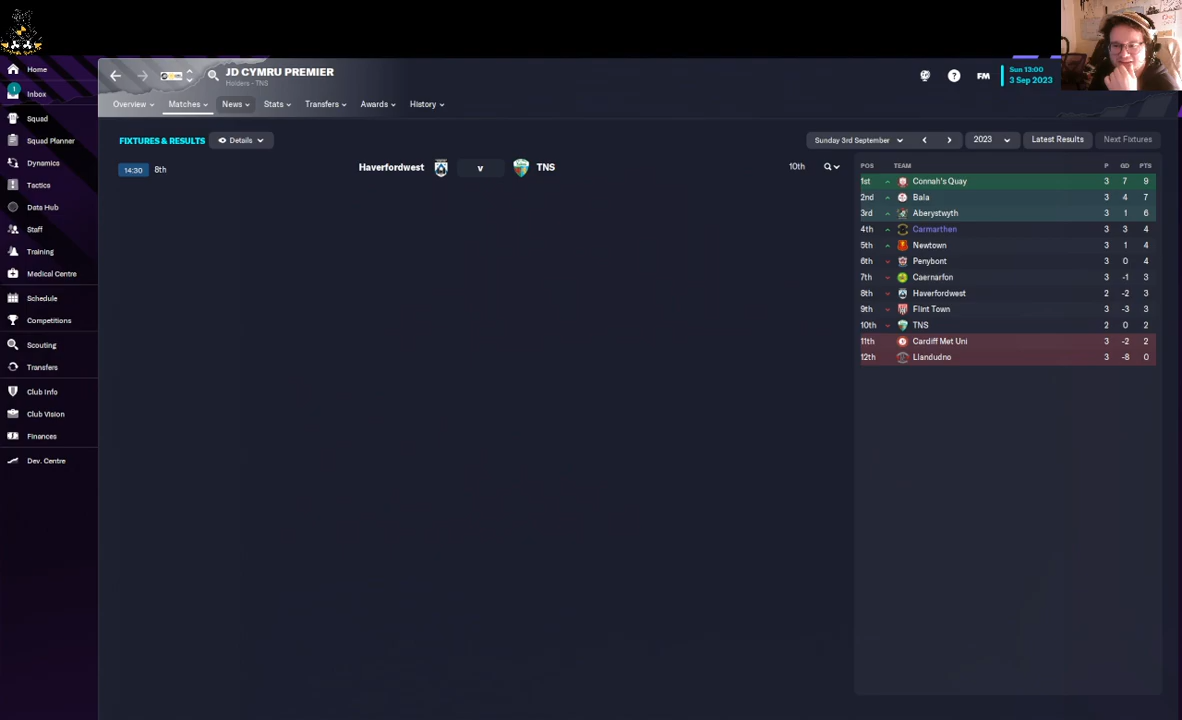 JD CYMRU PREMIER
Holders - TNS
FM
Sun 13:00
3 Sep 2023
Home
1
Inbox
Squad
Squad Planner
Dynamics
Tactics
Data Hub
Staff
Training
Medical Centre
Schedule
Competitions
Scouting
Transfers
Club Info
Club Vision
Finances
Dev. Centre
Overview Matches News Stats Transfers Awards History
FIXTURES & RESULTS Details Sunday 3rd September 2023 Latest Results Next Fixtures
14:30 8th Haverfordwest v TNS 10th
POS TEAM P GD PTS
1st Connah's Quay 3 7 9
2nd Bala 3 4 7
3rd Aberystwyth 3 1 6
4th Carmarthen 3 3 4
5th Newtown 3 1 4
6th Penybont 3 0 4
7th Caernarfon 3 -1 3
8th Haverfordwest 2 -2 3
9th Flint Town 3 -3 3
10th TNS 2 0 2
11th Cardiff Met Uni 3 -2 2
12th Llandudno 3 -8 0